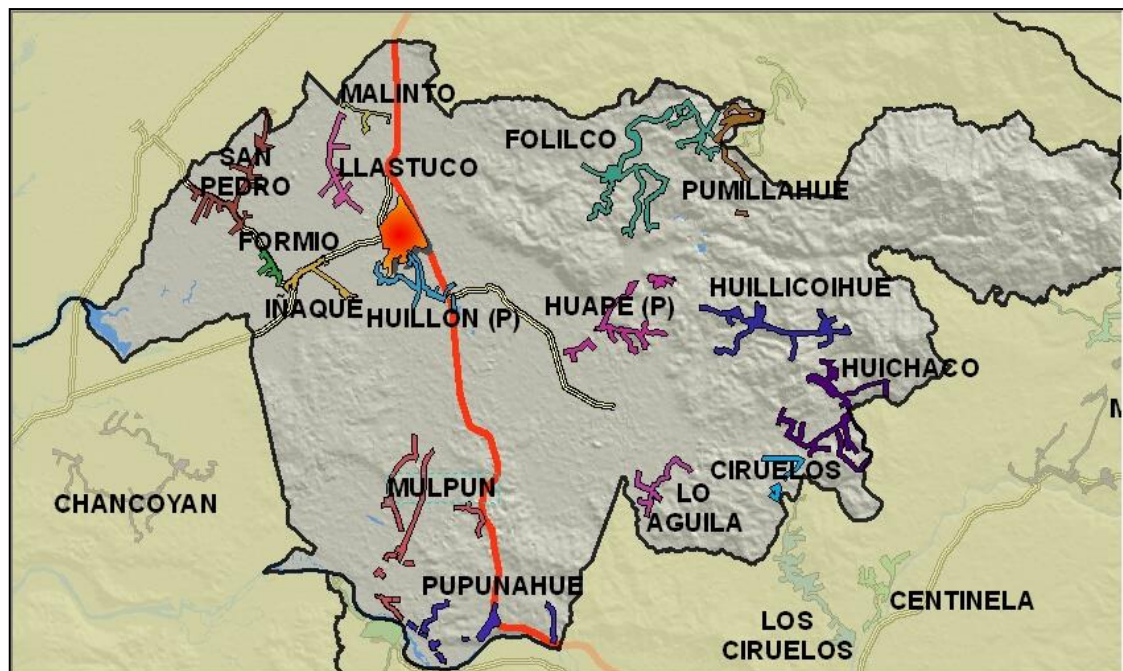 MALINTO
SAN
PEDRO
LLASTUCO
FOLILCO
PUMILLAHUE
FORMIO
IÑAQUE
HUILLON (P)
HUAPE (P)
HUILLICOIHUE
HUICHACO
CHANCOYAN
MULPUN
CIRUELOS
LO
AGUILA
PUPUNAHUE
CENTINELA
LOS
CIRUELOS
M